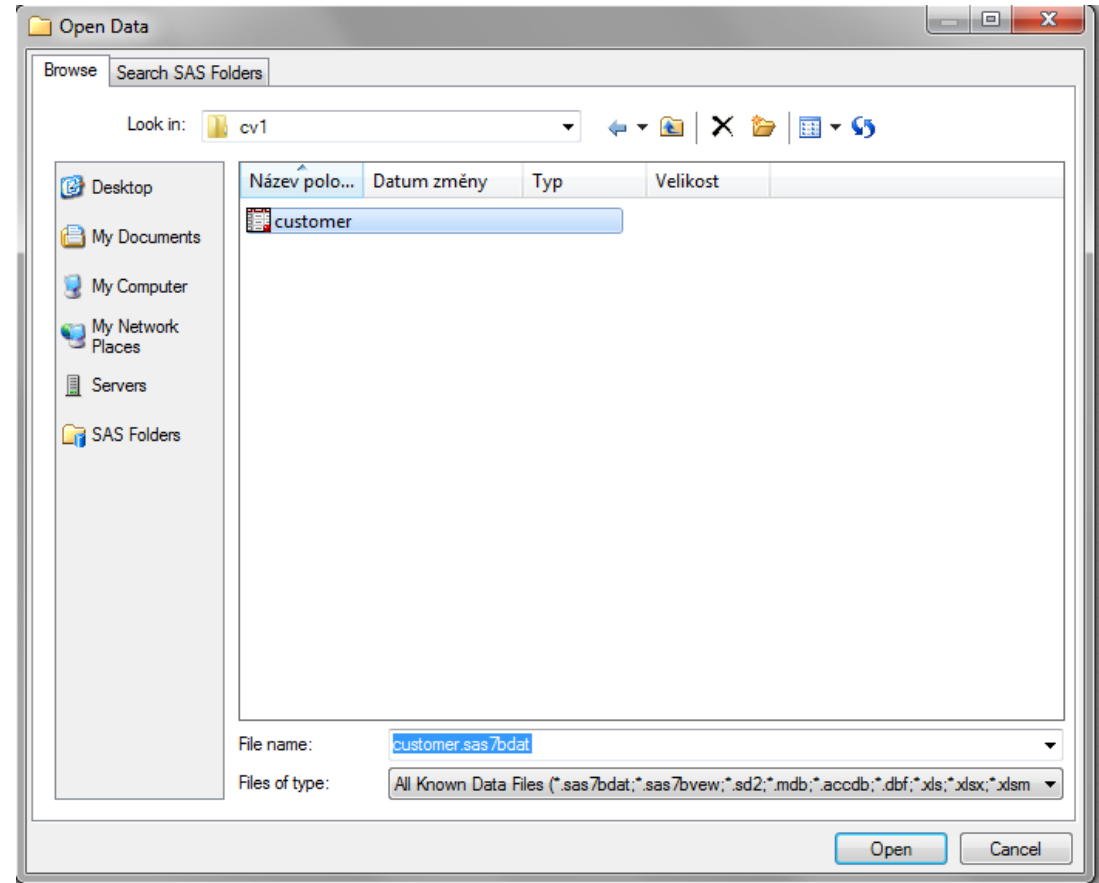 Open Data
Browse Search SAS Folders
Look in: cv1
Desktop
My Documents
My Computer
My Network
Places
Servers
SAS Folders
Název polo... Datum změny Typ Velikost
customer
File name: customer.sas7bdat
Files of type: All Known Data Files (*.sas7bdat;*.sas7bvew;*.sd2;*.mdb;*.accdb;*.dbf;*.xls;*.xlsx;*.xlsm
Open Cancel